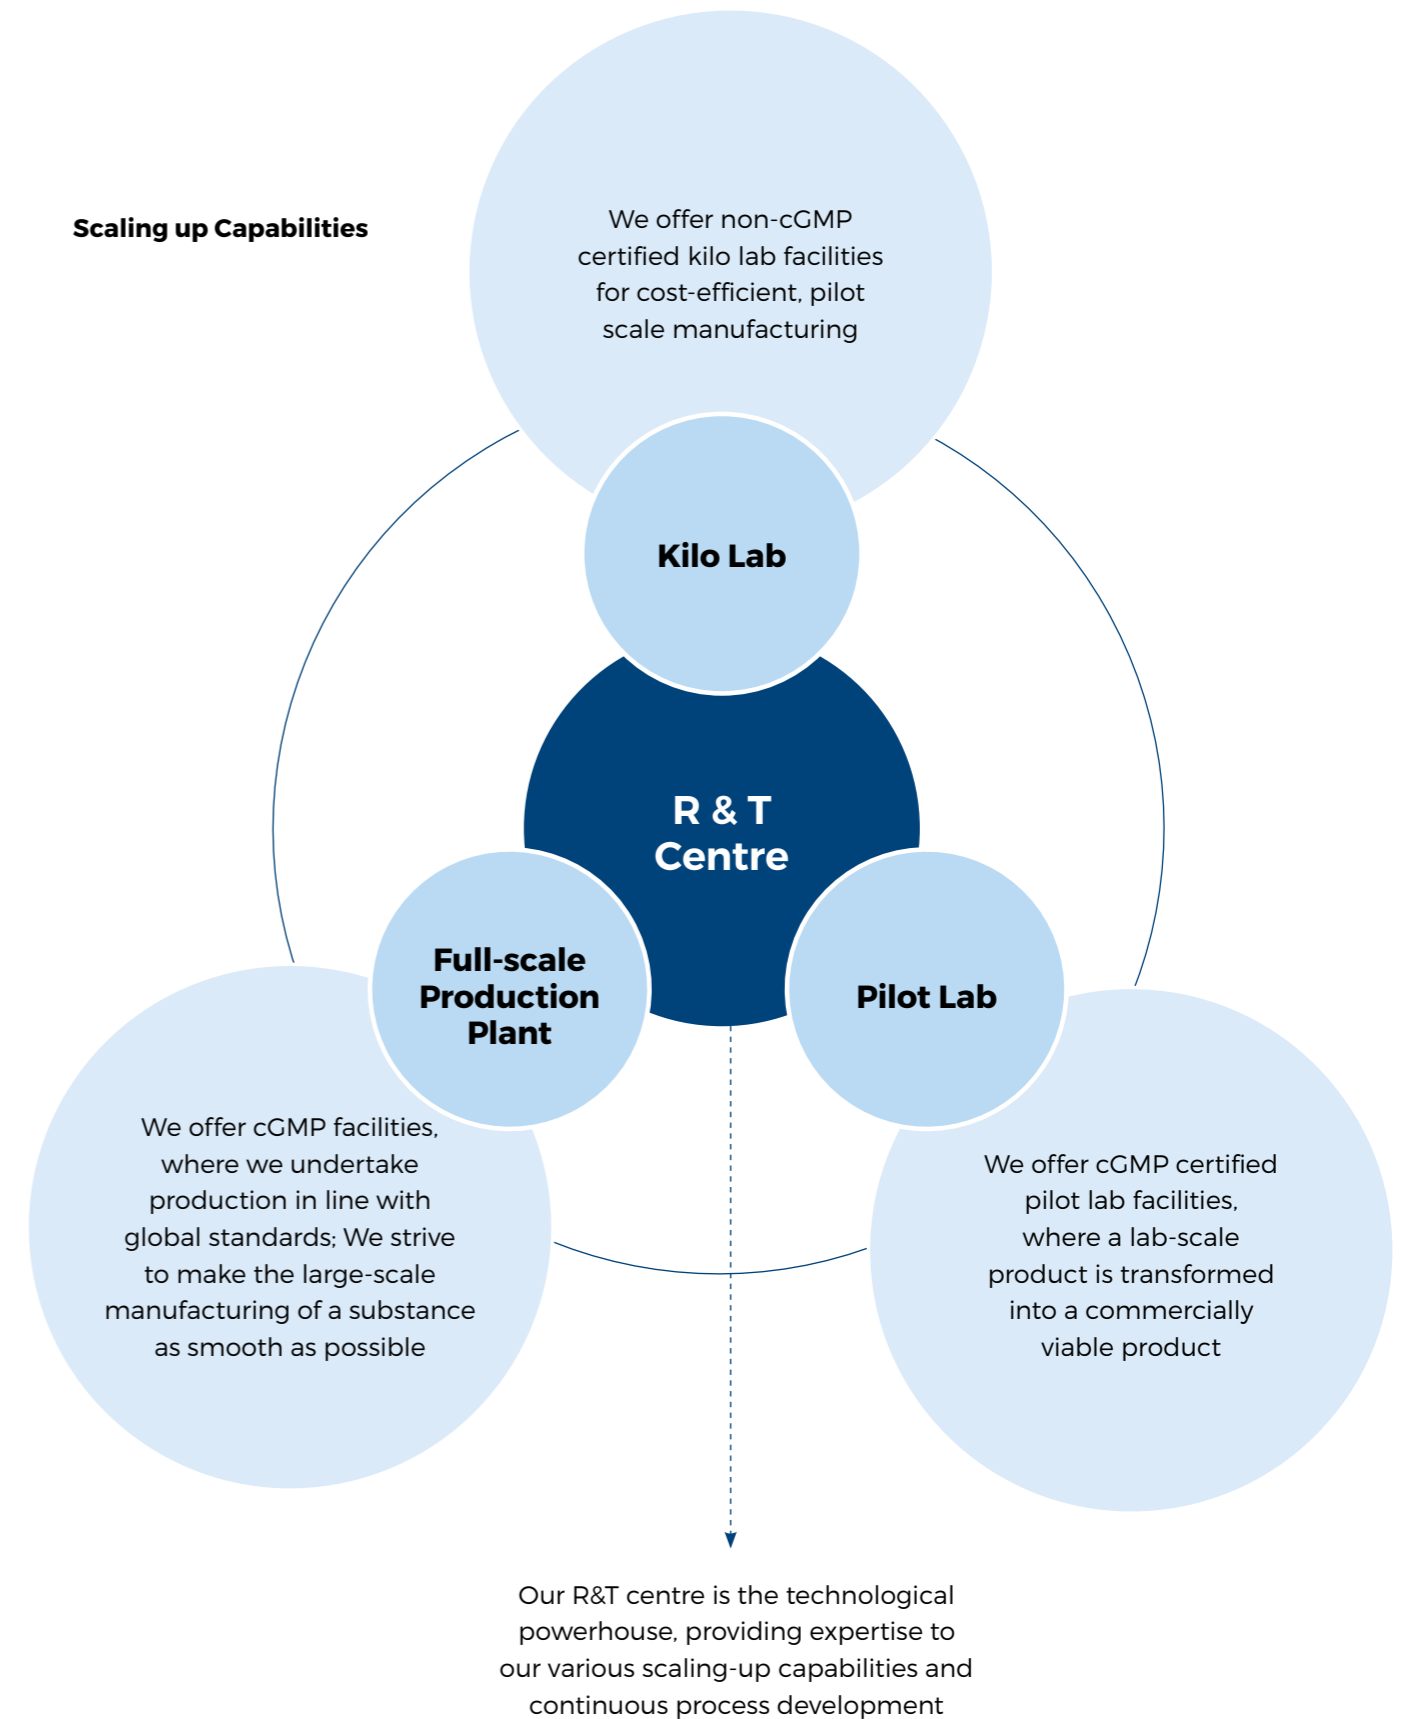 Scaling up Capabilities
We offer non-cGMP
certified kilo lab facilities
for cost-efficient, pilot
scale manufacturing
Kilo Lab
R & T
Centre
Full-scale
Production
Plant
Pilot Lab
We offer cGMP facilities,
where we undertake
production in line with
global standards; We strive
to make the large-scale
manufacturing of a substance
as smooth as possible
We offer cGMP certified
pilot lab facilities,
where a lab-scale
product is transformed
into a commercially
viable product
Our R&T centre is the technological
powerhouse, providing expertise to
our various scaling-up capabilities and
continuous process development